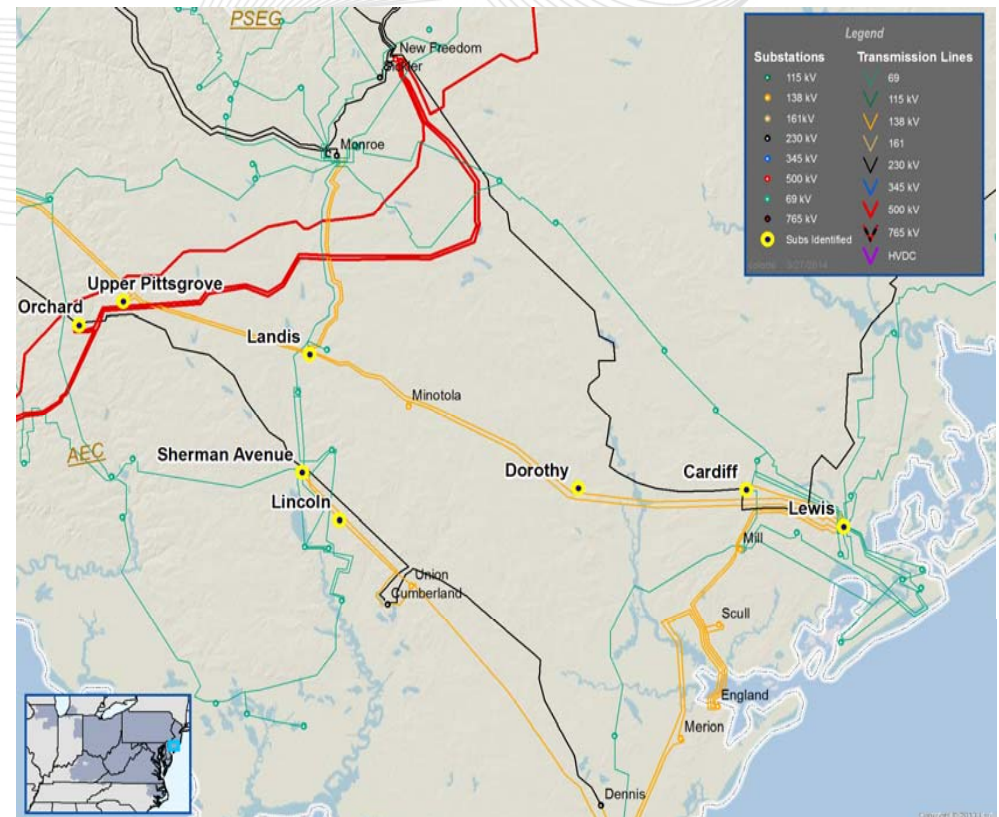 PSEG
New Freedom
Monroe
Upper Pittsgrove
Orchard
Landis
Minotola
AEC
Sherman Avenue
Lincoln
Dorothy
Cardiff
Lewis
Mill
Union
Cumberland
Scull
England
Merion
Dennis
Legend
Substations
115 kV
138 kV
161kV
230 kV
345 kV
500 kV
69 kV
765 kV
Subs Identified
Transmission Lines
69
115 kV
138 kV
161
230 kV
345 kV
500 kV
765 kV
HVDC